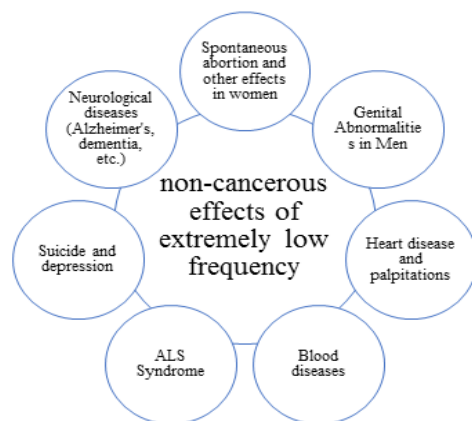 Spontaneous
abortion and
other effects
in women
Neurological
diseases
(Alzheimer's,
dementia,
etc.)
Genital
Abnormalitie
s in Men
non-cancerous
effects of
extremely low
frequency
Suicide and
depression
Heart disease
and
palpitations
ALS
Syndrome
Blood
diseases